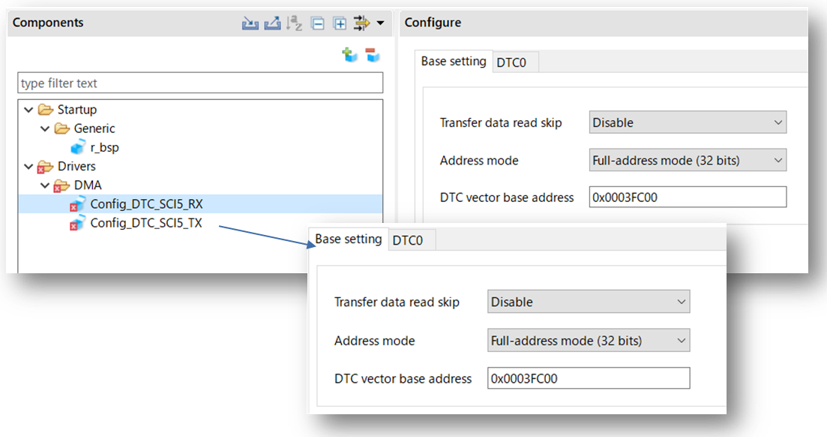 Components
type filter text
Startup
Generic
r_bsp
Drivers
DMA
Config_DTC_SCI5_RX
Config_DTC_SCI5_TX
Configure
Base setting DTC0
Transfer data read skip Disable
Address mode Full-address mode (32 bits)
DTC vector base address 0x0003FC00
Base setting DTC0
Transfer data read skip Disable
Address mode Full-address mode (32 bits)
DTC vector base address 0x0003FC00